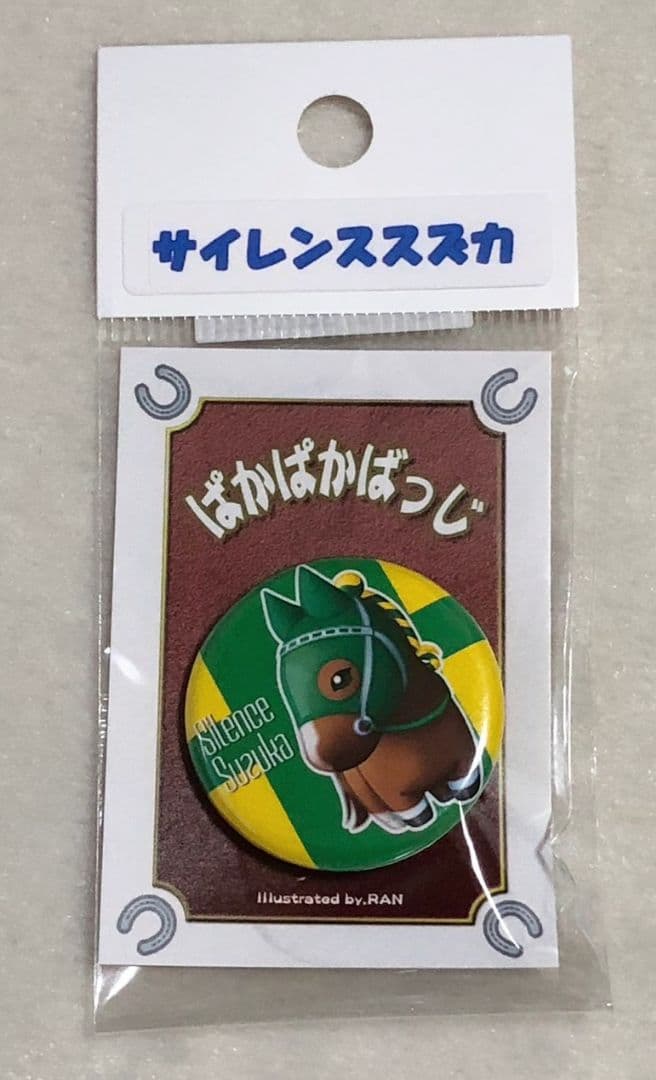 サイレンススズカ
ぱかぱかばっじ
Silence
Suzuka
Illustrated by.RAN